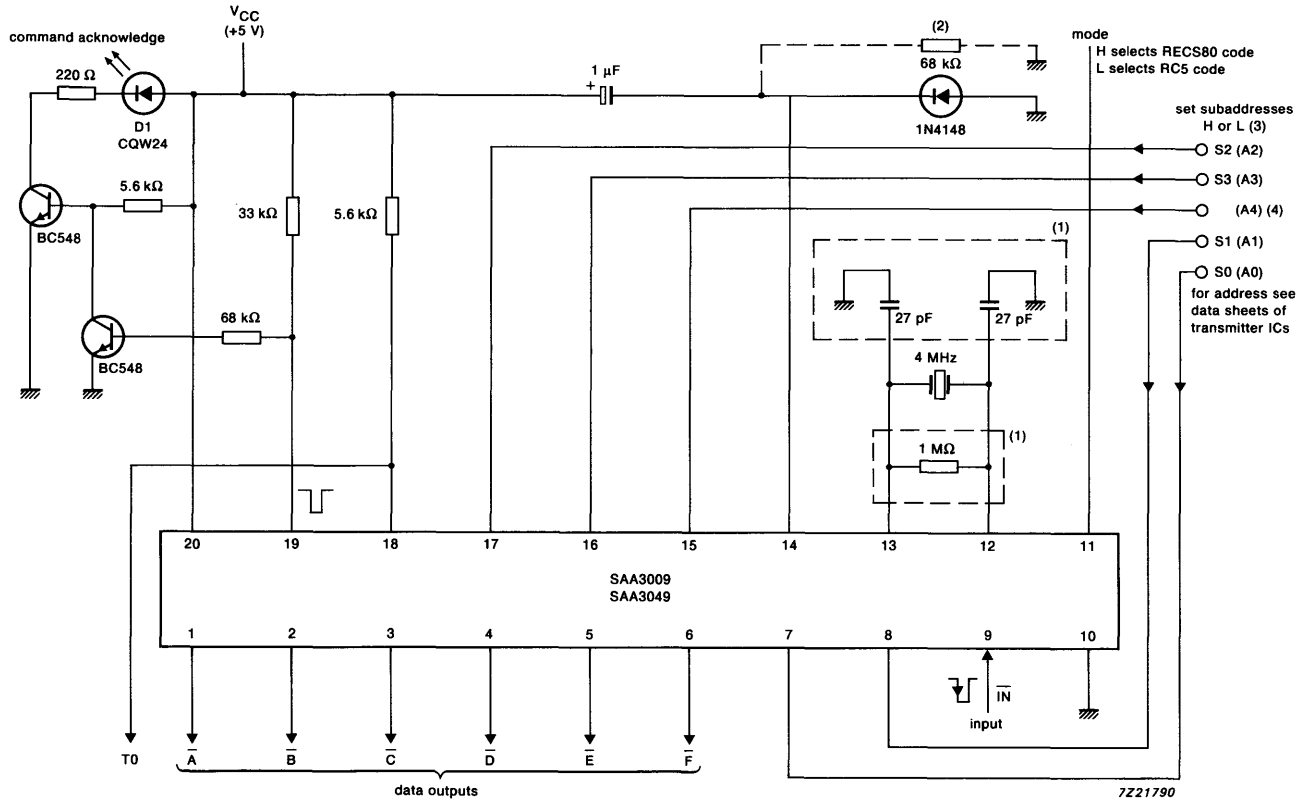 V_CC
(+5 V)
command acknowledge
220 Ω
D1
CQW24
+
1 µF
(2)
68 kΩ
1N4148
mode
H selects RECS80 code
L selects RC5 code
set subaddresses
H or L (3)
S2 (A2)
S3 (A3)
(A4) (4)
S1 (A1)
S0 (A0)
for address see
data sheets of
transmitter ICs
5.6 kΩ
BC548
33 kΩ
5.6 kΩ
68 kΩ
BC548
(1)
27 pF
27 pF
4 MHz
(1)
1 MΩ
20 19 18 17 16 15 14 13 12 11
SAA3009
SAA3049
1 2 3 4 5 6 7 8 9 10
I̅N̅
input
T0 A̅ B̅ C̅ D̅ E̅ F̅
data outputs
7Z21790